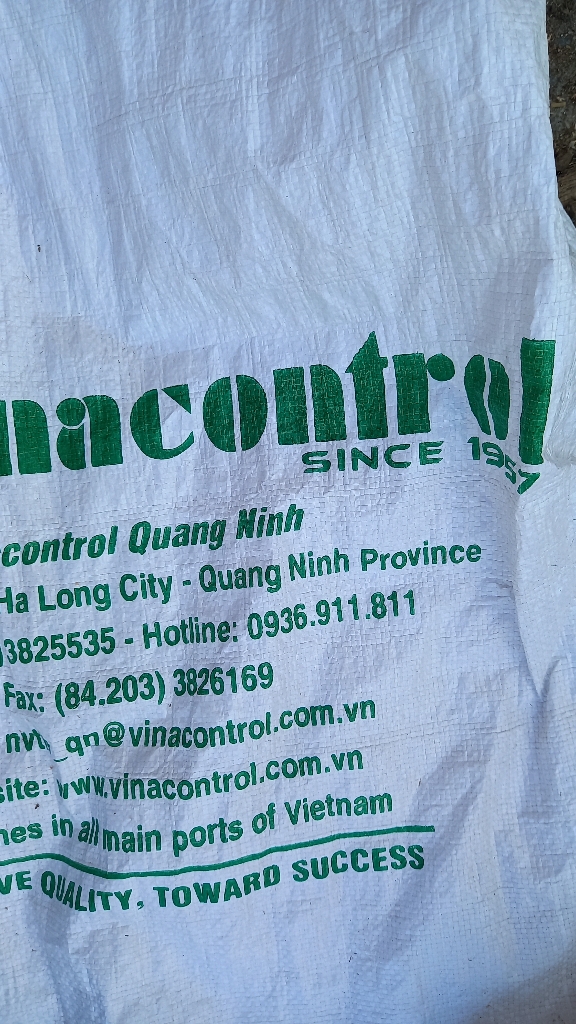 nacontrol
SINCE 1957
control Quang Ninh
Ha Long City - Quang Ninh Province
)3825535 - Hotline: 0936.911.811
Fax: (84.203) 3826169
@vinacontrol.com.vn
site: www.vinacontrol.com.vn
hes in all main ports of Vietnam
VE QUALITY, TOWARD SUCCESS